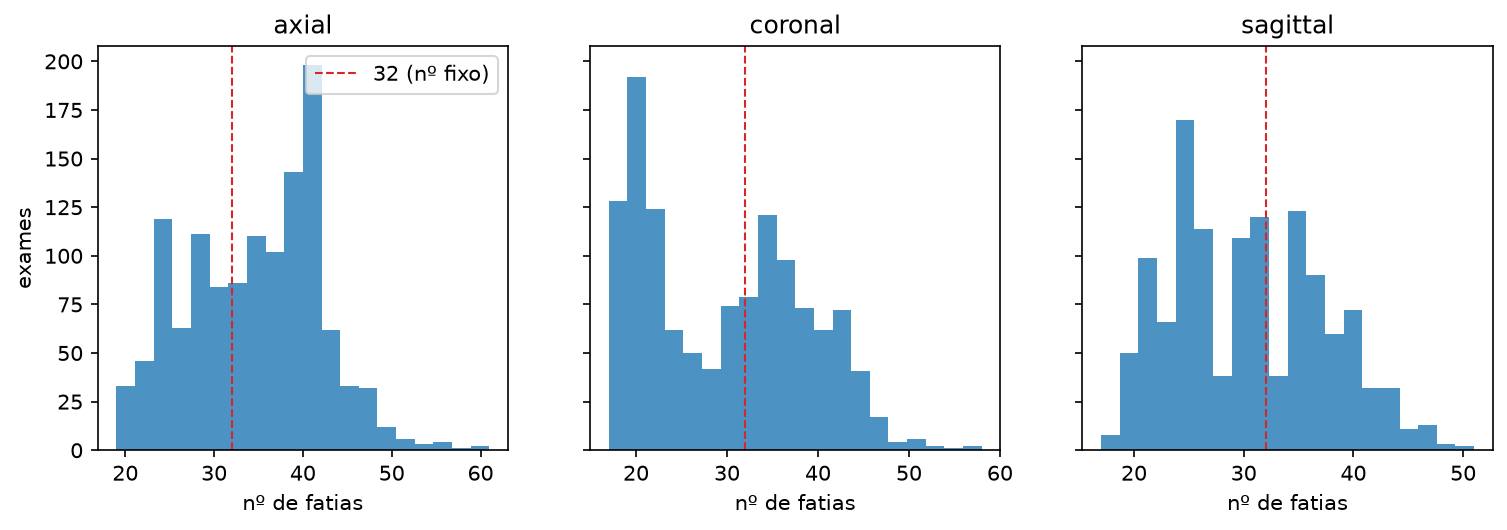 axial
coronal
sagittal
200
175
150
125
100
75
50
25
0
exames
32 (nº fixo)
20 30 40 50 60
20 30 40 50 60
20 30 40 50
nº de fatias
nº de fatias
nº de fatias